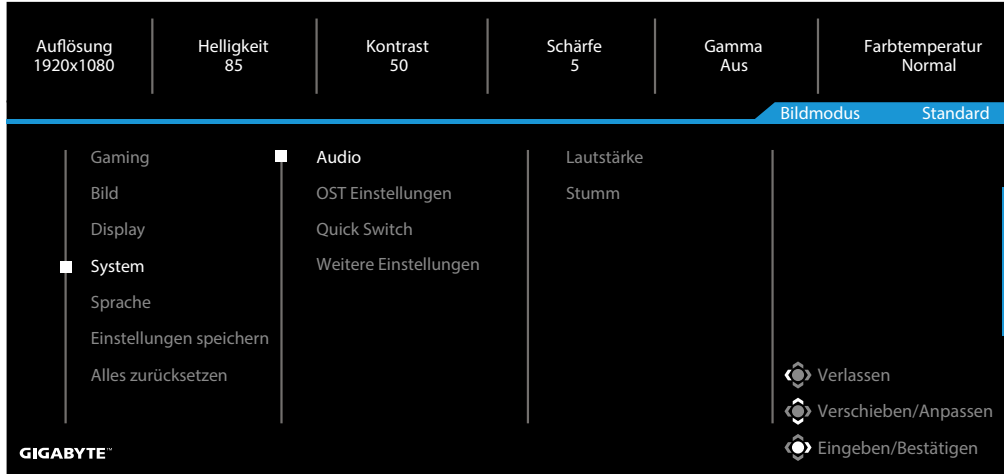 Auflösung
1920x1080
Helligkeit
85
Kontrast
50
Schärfe
5
Gamma
Aus
Farbtemperatur
Normal
Bildmodus Standard
Gaming
Bild
Display
System
Sprache
Einstellungen speichern
Alles zurücksetzen
Audio
OST Einstellungen
Quick Switch
Weitere Einstellungen
Lautstärke
Stumm
Verlassen
Verschieben/Anpassen
Eingeben/Bestätigen
GIGABYTE™